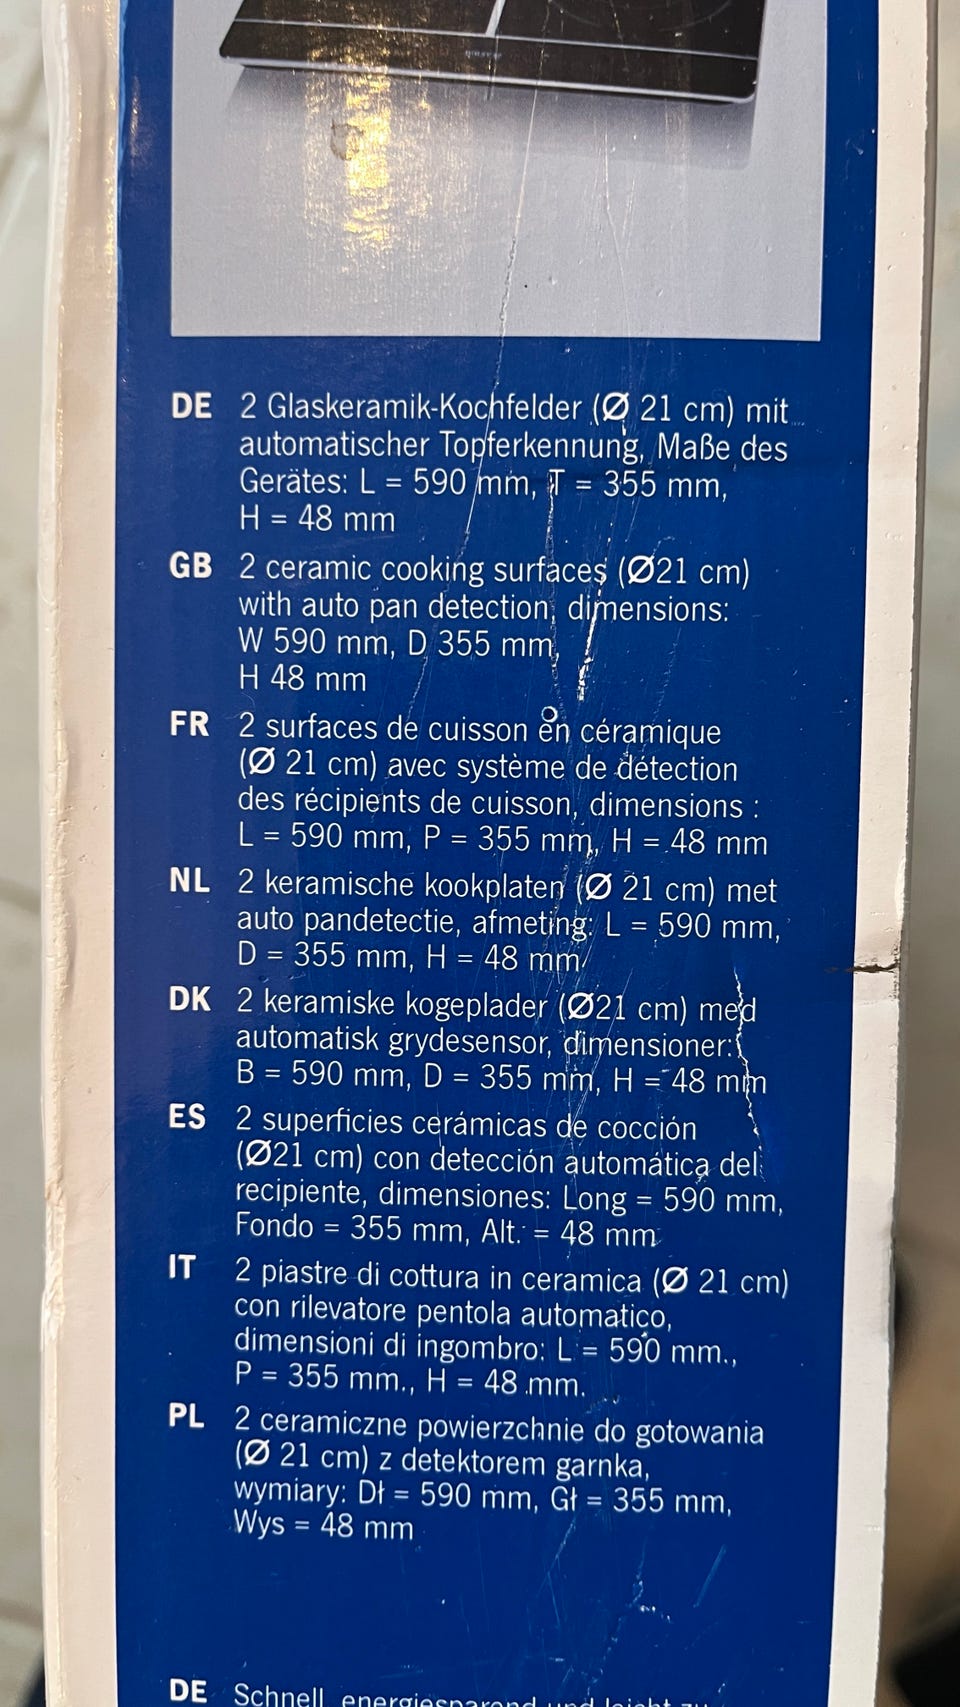 DE 2 Glaskeramik-Kochfelder (Ø 21 cm) mit
automatischer Topferkennung, Maße des
Gerätes: L = 590 mm, T = 355 mm,
H = 48 mm
GB 2 ceramic cooking surfaces (Ø21 cm)
with auto pan detection, dimensions:
W 590 mm, D 355 mm,
H 48 mm
FR 2 surfaces de cuisson en céramique
(Ø 21 cm) avec système de détection
des récipients de cuisson, dimensions :
L = 590 mm, P = 355 mm, H = 48 mm
NL 2 keramische kookplaten (Ø 21 cm) met
auto pandetectie, afmeting: L = 590 mm,
D = 355 mm, H = 48 mm
DK 2 keramiske kogeplader (Ø21 cm) med
automatisk grydesensor, dimensioner:
B = 590 mm, D = 355 mm, H = 48 mm
ES 2 superficies cerámicas de cocción
(Ø21 cm) con detección automática del
recipiente, dimensiones: Long = 590 mm,
Fondo = 355 mm, Alt. = 48 mm
IT 2 piastre di cottura in ceramica (Ø 21 cm)
con rilevatore pentola automatico,
dimensioni di ingombro: L = 590 mm.,
P = 355 mm., H = 48 mm.
PL 2 ceramiczne powierzchnie do gotowania
(Ø 21 cm) z detektorem garnka,
wymiary: Dł = 590 mm, Gł = 355 mm,
Wys = 48 mm
DE Schnell, energiesparend und leicht zu